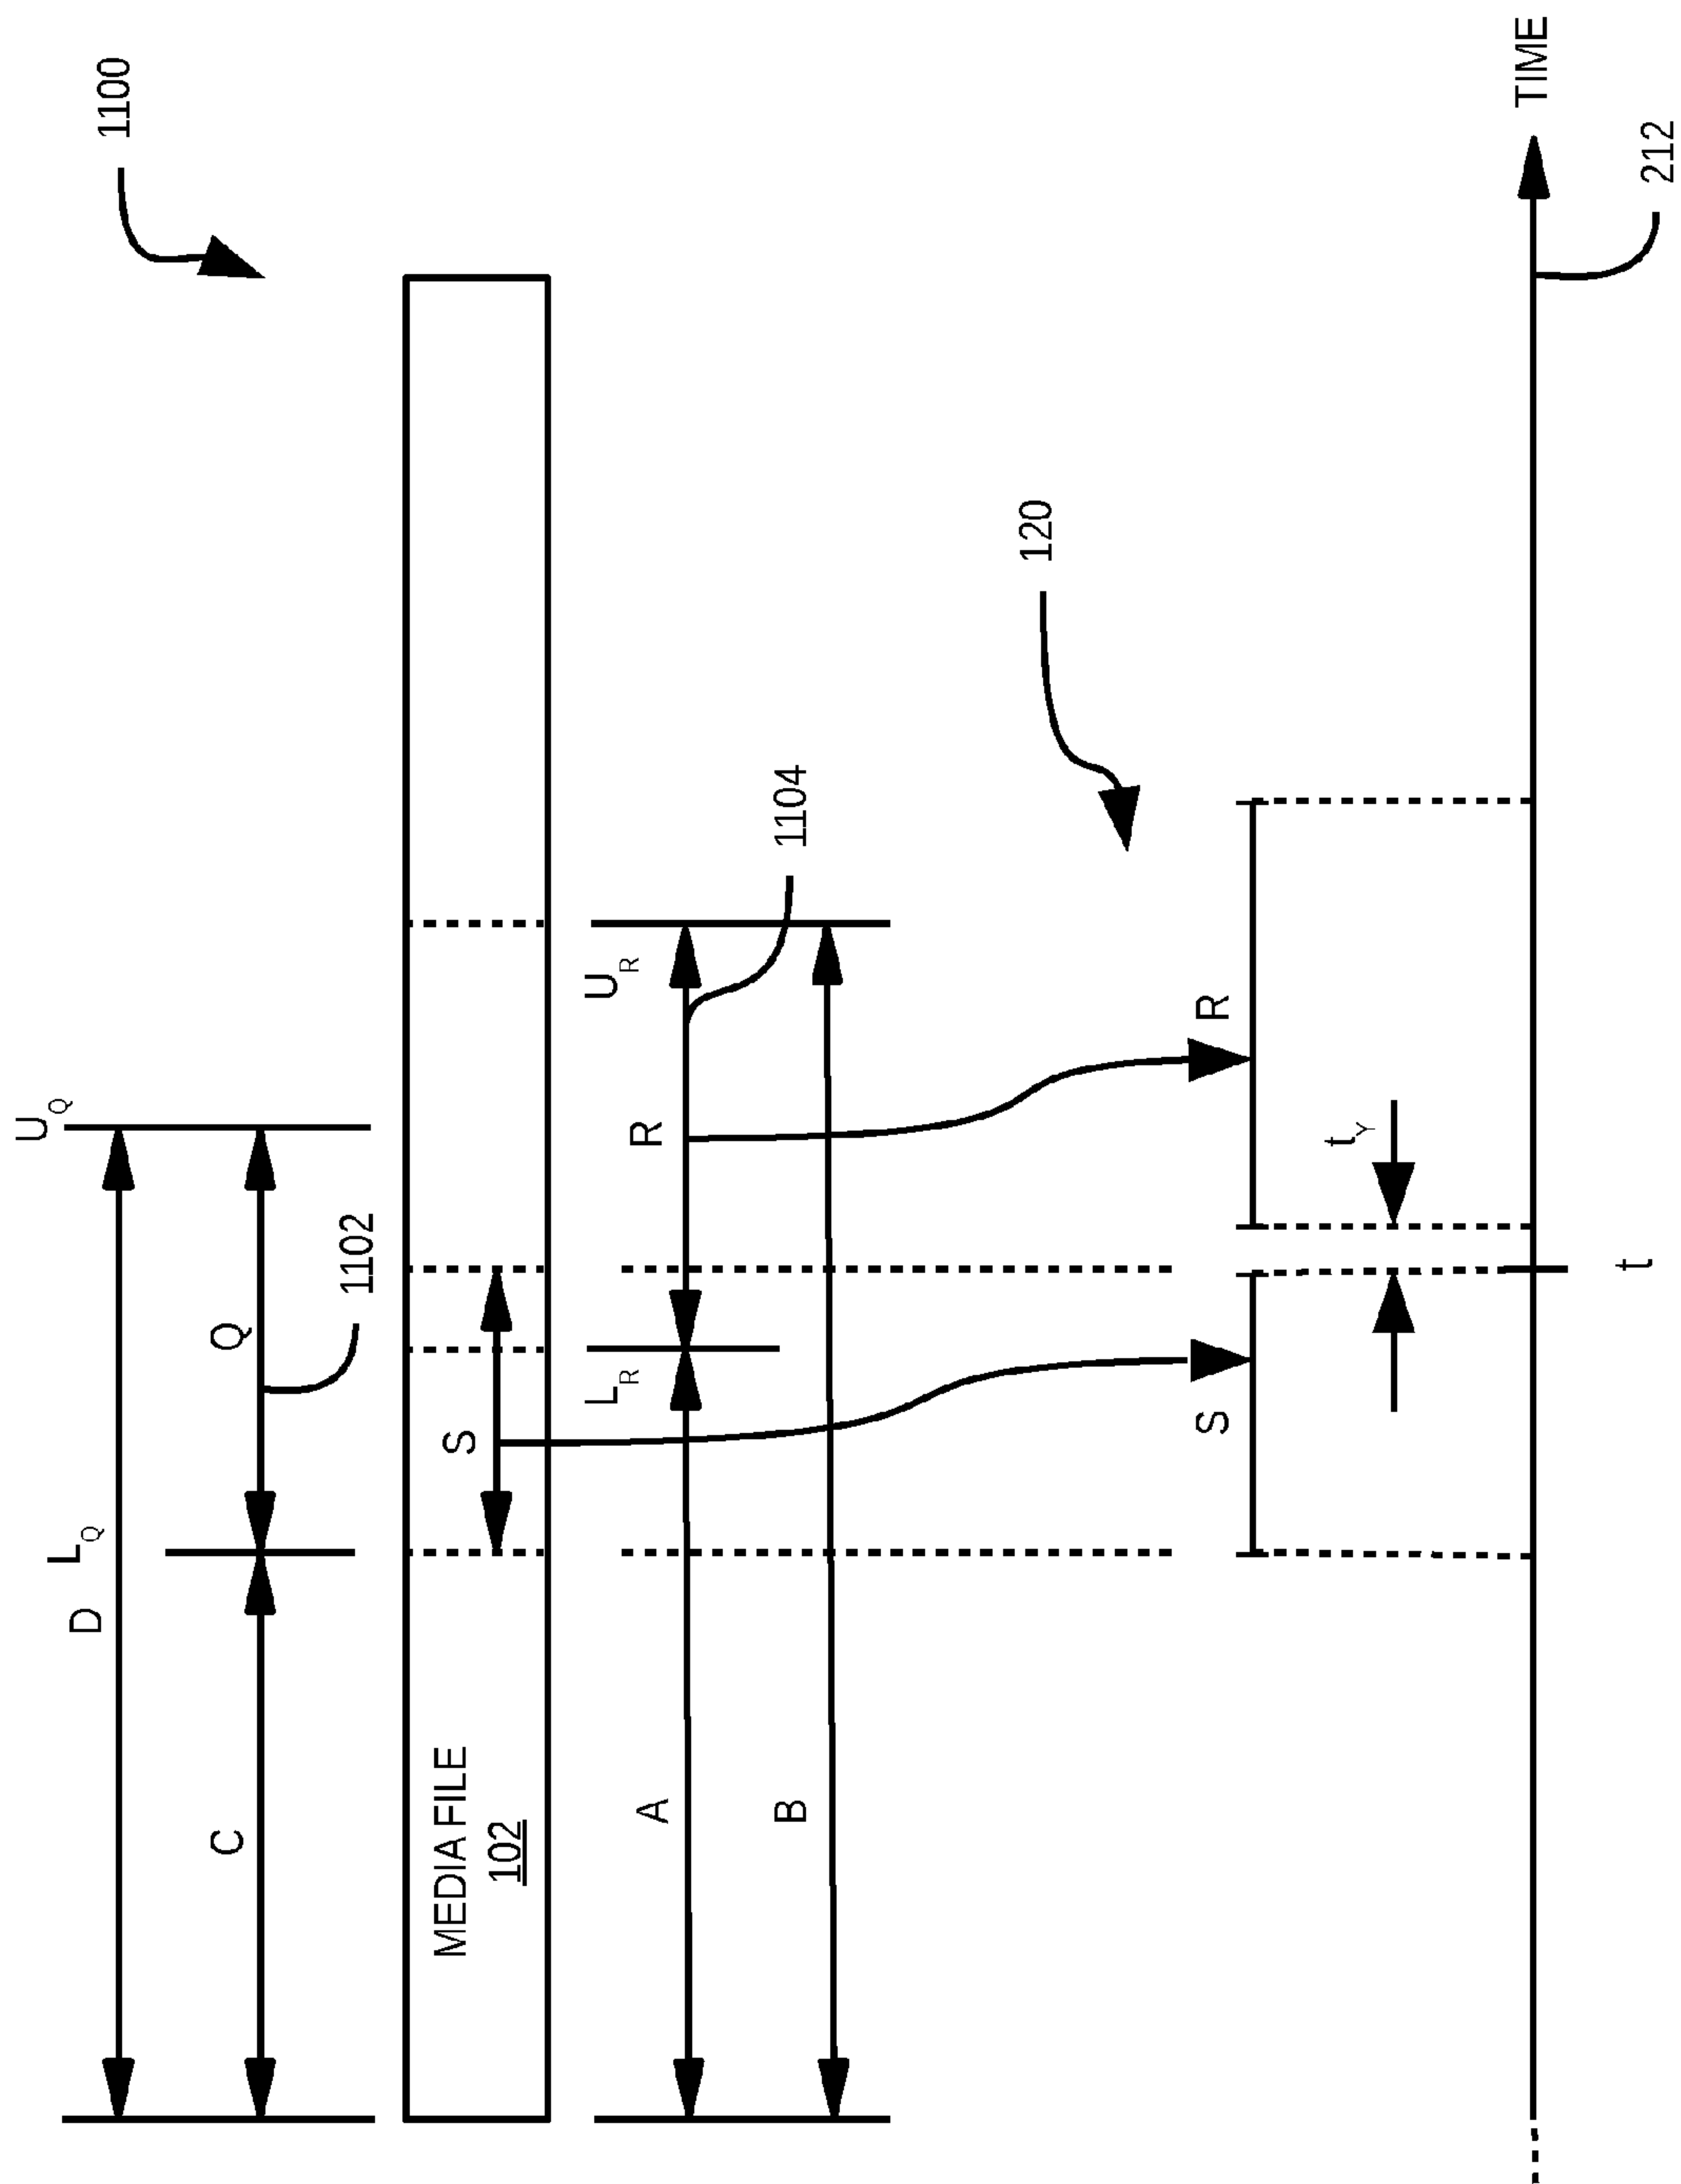 1100
U_Q
D
L_Q
Q
C
1102
MEDIA FILE
102
S
U_R
L_R
R
A
1104
B
120
S
R
t_Y
TIME
t
212